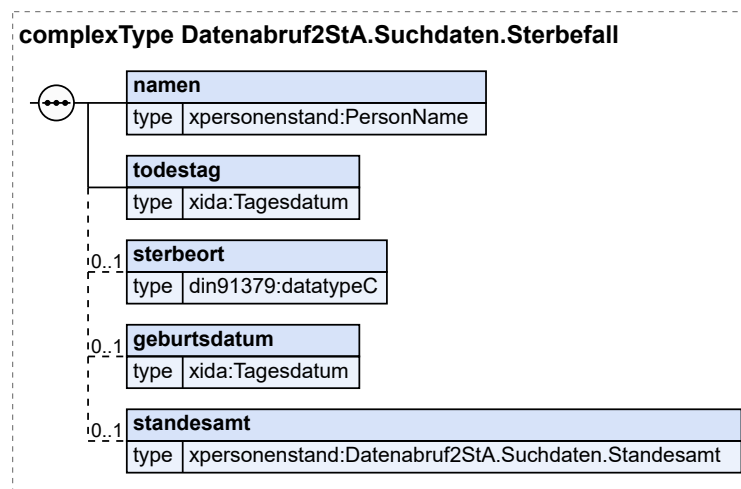 complexType Datenabruf2StA.Suchdaten.Sterbefall
namen
type xpersonenstand:PersonName
todestag
type xida:Tagesdatum
0..1 sterbeort
type din91379:datatypeC
0..1 geburtsdatum
type xida:Tagesdatum
0..1 standesamt
type xpersonenstand:Datenabruf2StA.Suchdaten.Standesamt